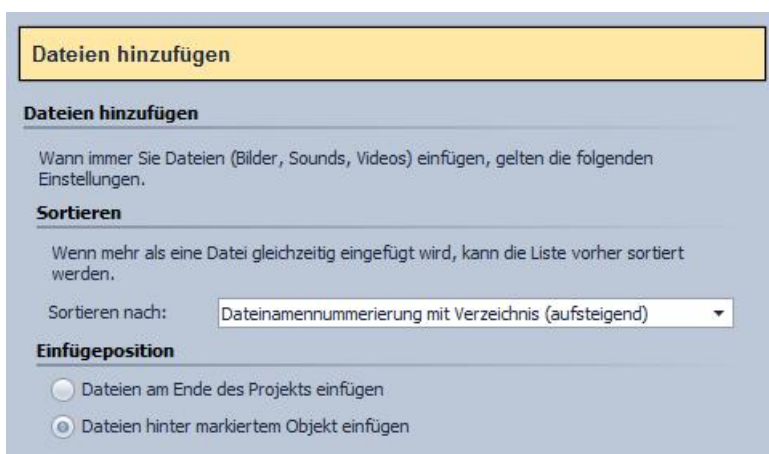 Dateien hinzufügen
Dateien hinzufügen
Wann immer Sie Dateien (Bilder, Sounds, Videos) einfügen, gelten die folgenden
Einstellungen.
Sortieren
Wenn mehr als eine Datei gleichzeitig eingefügt wird, kann die Liste vorher sortiert
werden.
Sortieren nach: Dateinamennummerierung mit Verzeichnis (aufsteigend)
Einfügeposition
Dateien am Ende des Projekts einfügen
Dateien hinter markiertem Objekt einfügen